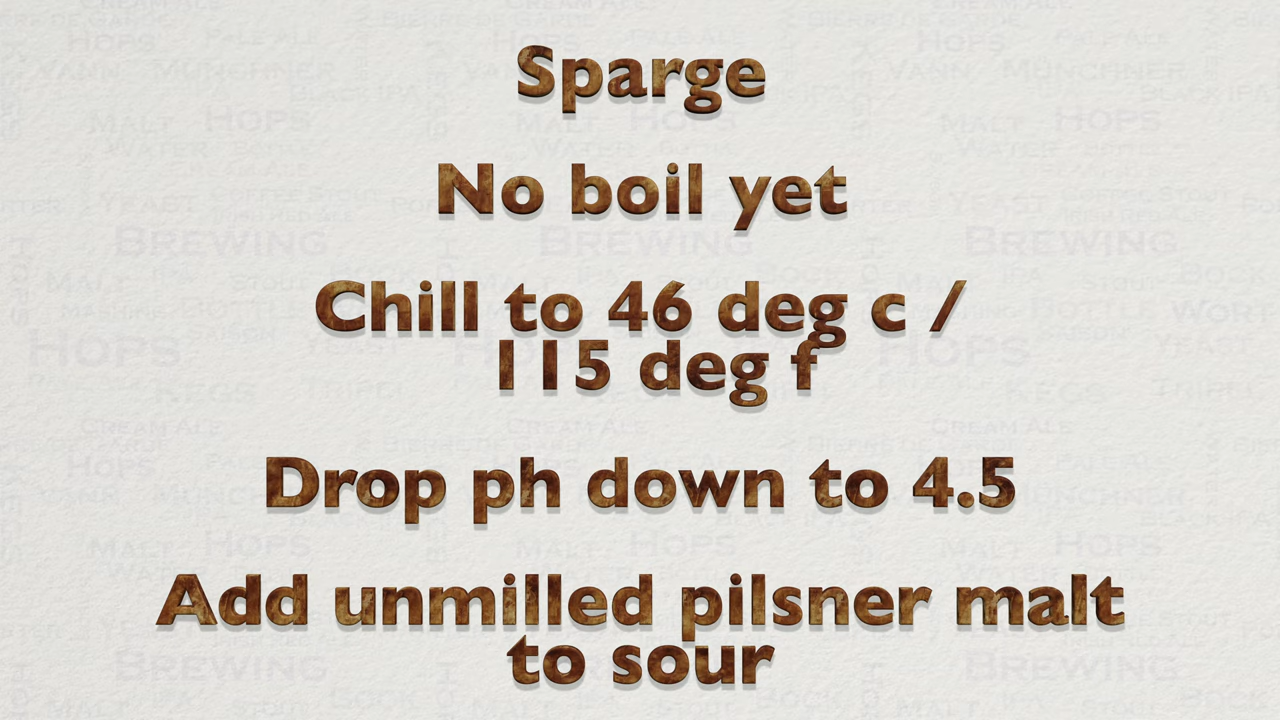 Sparge
No boil yet
Chill to 46 deg c /
115 deg f
Drop ph down to 4.5
Add unmilled pilsner malt
to sour